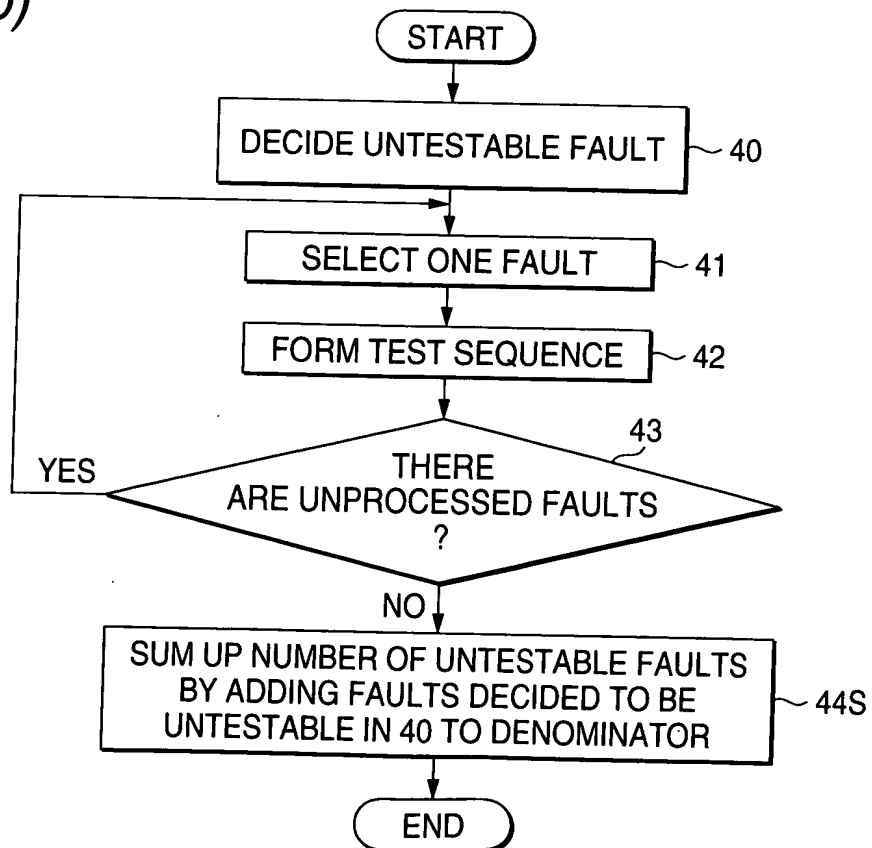 START
DECIDE UNTESTABLE FAULT
40
SELECT ONE FAULT
41
FORM TEST SEQUENCE
42
43
THERE
ARE UNPROCESSED FAULTS
?
YES
NO
SUM UP NUMBER OF UNTESTABLE FAULTS
BY ADDING FAULTS DECIDED TO BE
UNTESTABLE IN 40 TO DENOMINATOR
44S
END